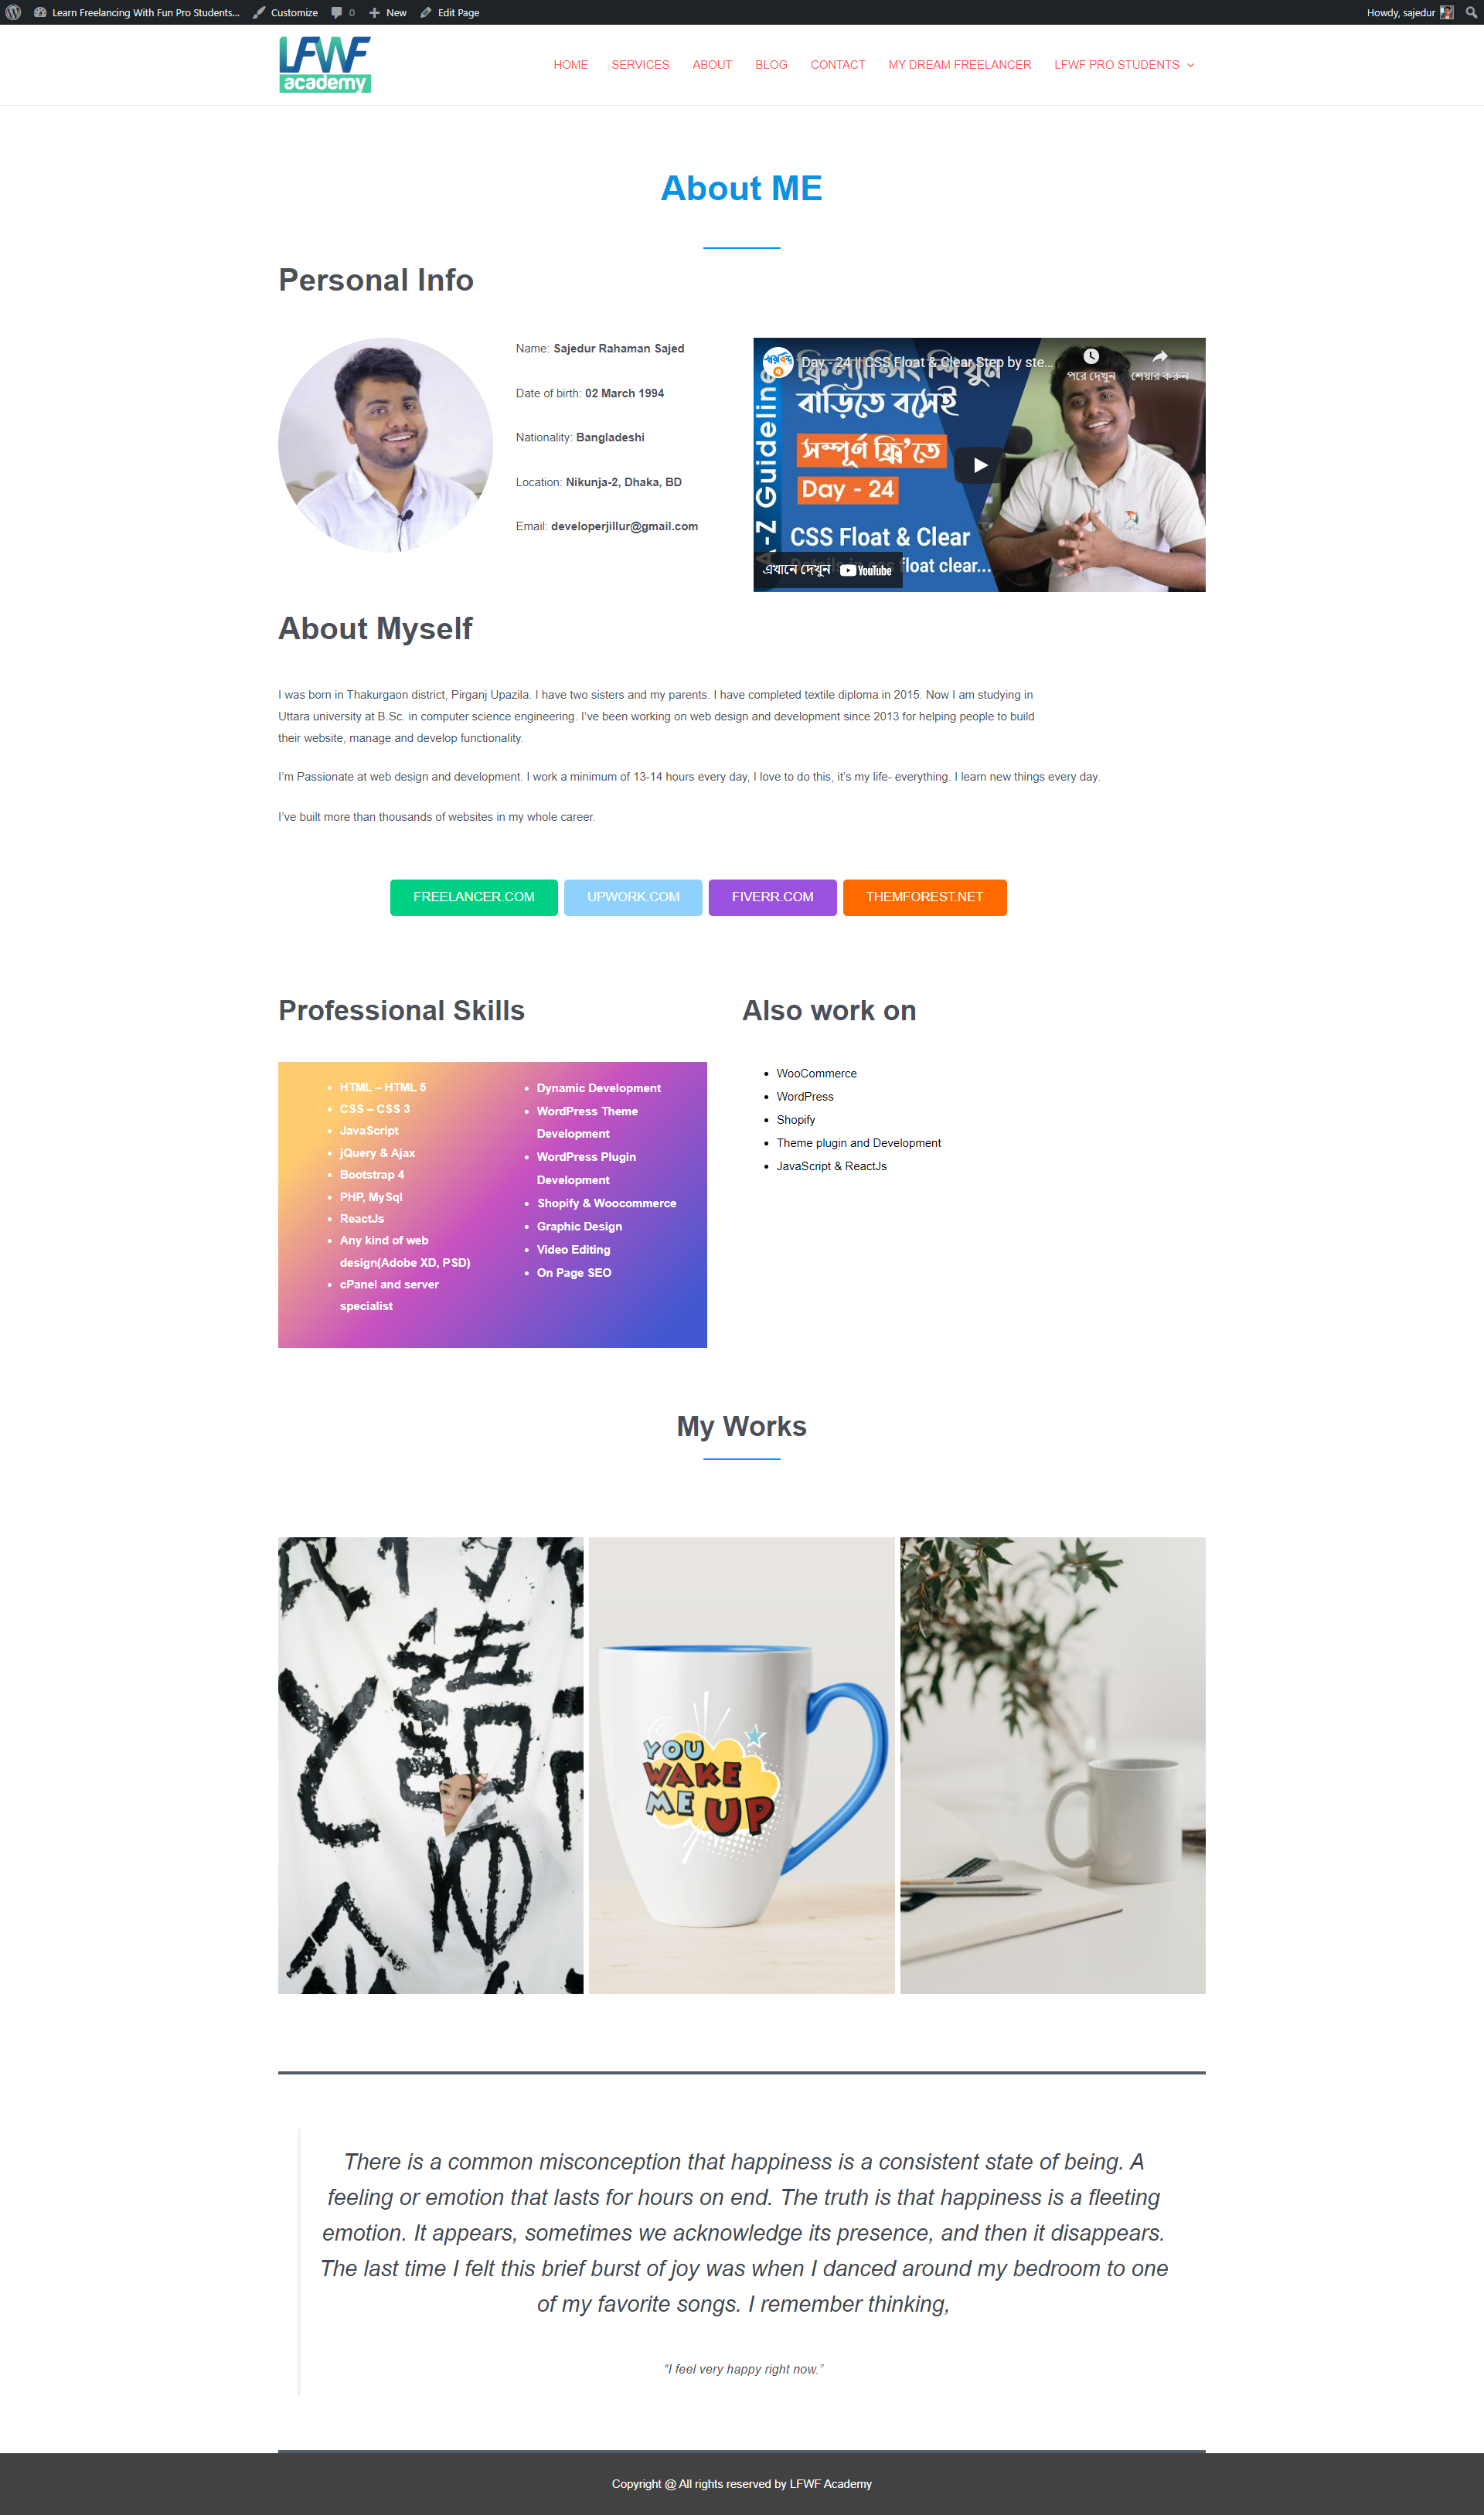 Learn Freelancing With Fun Pro Students...
Customize
0
New
Edit Page
Howdy, sajedur
LFWF
academy
HOME
SERVICES
ABOUT
BLOG
CONTACT
MY DREAM FREELANCER
LFWF PRO STUDENTS
About ME
Personal Info
Name: Sajedur Rahaman Sajed
Date of birth: 02 March 1994
Nationality: Bangladeshi
Location: Nikunja-2, Dhaka, BD
Email: developerjillur@gmail.com
Day - 24 || CSS Float & Clear Step by ste...
পরে দেখুন
শেয়ার করুন
ফ্রিল্যান্সিং শিখুন
বাড়িতে বসেই
সম্পূর্ণ ফ্রি'তে
Day - 24
CSS Float & Clear
float clear...
A - Z Guideline
এখানে দেখুন
YouTube
About Myself
I was born in Thakurgaon district, Pirganj Upazila. I have two sisters and my parents. I have completed textile diploma in 2015. Now I am studying in
Uttara university at B.Sc. in computer science engineering. I've been working on web design and development since 2013 for helping people to build
their website, manage and develop functionality.
I'm Passionate at web design and development. I work a minimum of 13-14 hours every day, I love to do this, it's my life- everything. I learn new things every day.
I've built more than thousands of websites in my whole career.
FREELANCER.COM
UPWORK.COM
FIVERR.COM
THEMFOREST.NET
Professional Skills
HTML – HTML 5
CSS – CSS 3
JavaScript
jQuery & Ajax
Bootstrap 4
PHP, MySql
ReactJs
Any kind of web
design(Adobe XD, PSD)
cPanel and server
specialist
Dynamic Development
WordPress Theme
Development
WordPress Plugin
Development
Shopify & Woocommerce
Graphic Design
Video Editing
On Page SEO
Also work on
WooCommerce
WordPress
Shopify
Theme plugin and Development
JavaScript & ReactJs
My Works
YOU
WAKE
ME UP
There is a common misconception that happiness is a consistent state of being. A
feeling or emotion that lasts for hours on end. The truth is that happiness is a fleeting
emotion. It appears, sometimes we acknowledge its presence, and then it disappears.
The last time I felt this brief burst of joy was when I danced around my bedroom to one
of my favorite songs. I remember thinking,
“I feel very happy right now.”
Copyright @ All rights reserved by LFWF Academy